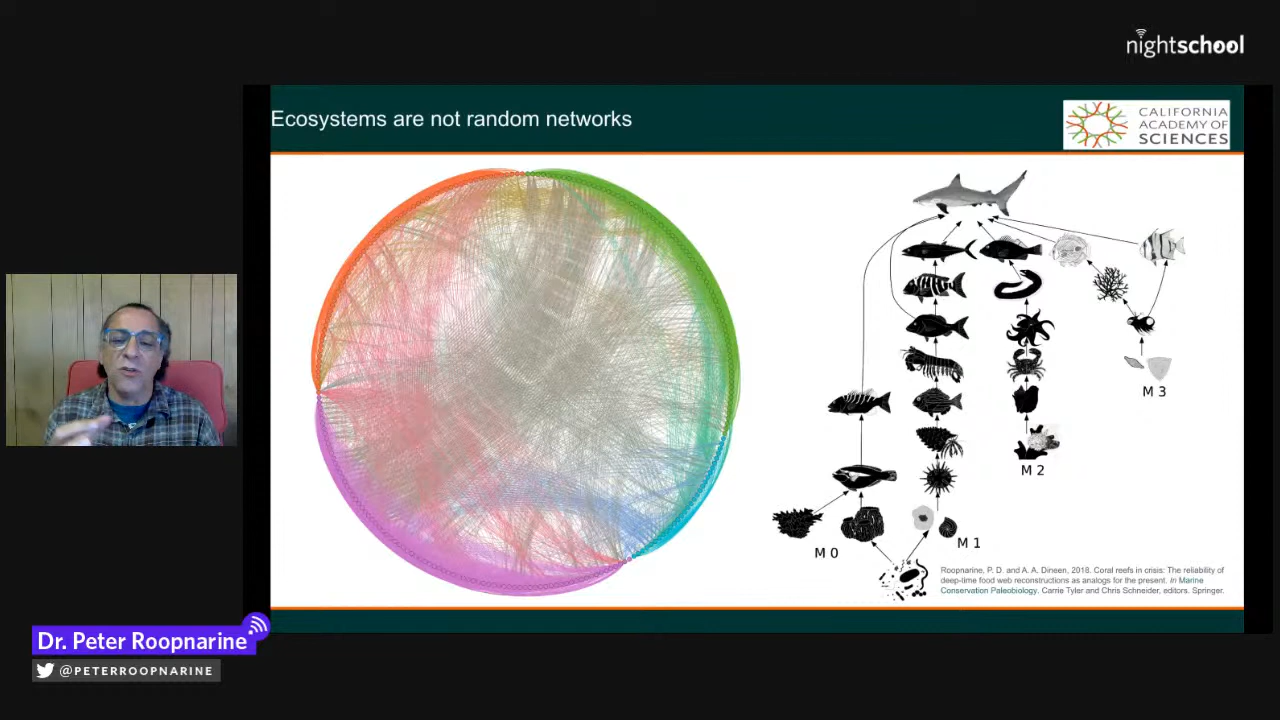 nightschool
Ecosystems are not random networks
CALIFORNIA
ACADEMY OF
SCIENCES
M 3
M 2
M 0
M 1
Roopnarine, P. D. and A. A. Dineen, 2018. Coral reefs in crisis: The reliability of
deep-time food web reconstructions as analogs for the present. In Marine
Conservation Paleobiology. Carrie Tyler and Chris Schneider, editors. Springer.
Dr. Peter Roopnarine
@PETERROOPNARINE